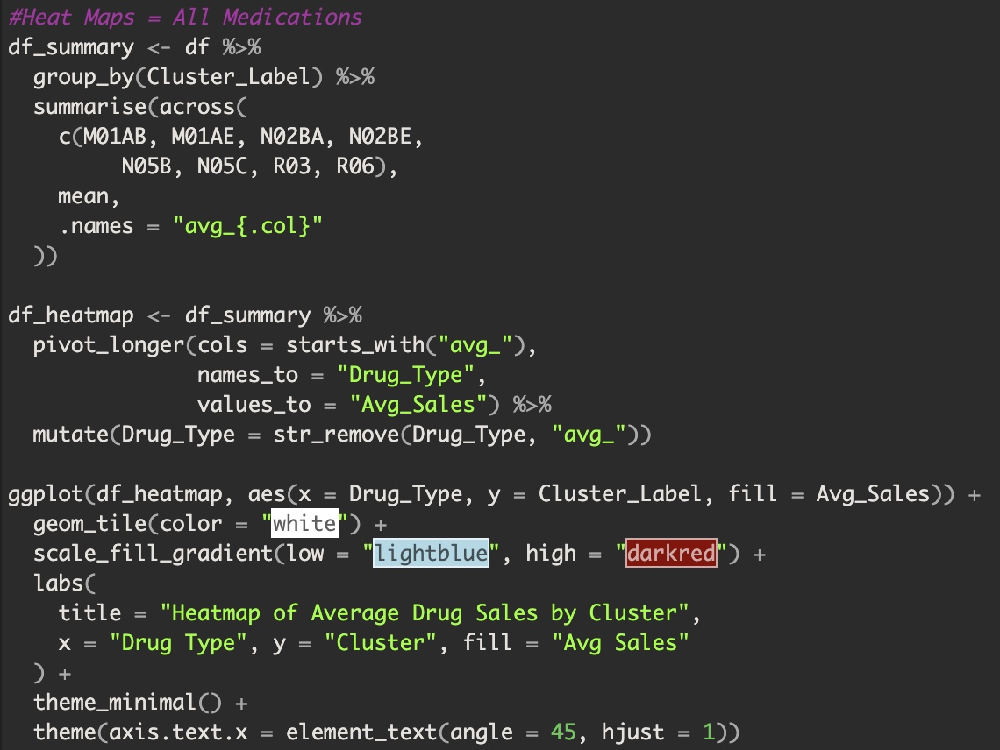 #Heat Maps = All Medications
df_summary <- df %>%
  group_by(Cluster_Label) %>%
  summarise(across(
    c(M01AB, M01AE, N02BA, N02BE,
         N05B, N05C, R03, R06),
    mean,
    .names = "avg_{.col}"
  ))

df_heatmap <- df_summary %>%
  pivot_longer(cols = starts_with("avg_"),
               names_to = "Drug_Type",
               values_to = "Avg_Sales") %>%
  mutate(Drug_Type = str_remove(Drug_Type, "avg_"))

ggplot(df_heatmap, aes(x = Drug_Type, y = Cluster_Label, fill = Avg_Sales)) +
  geom_tile(color = "white") +
  scale_fill_gradient(low = "lightblue", high = "darkred") +
  labs(
    title = "Heatmap of Average Drug Sales by Cluster",
    x = "Drug Type", y = "Cluster", fill = "Avg Sales"
  ) +
  theme_minimal() +
  theme(axis.text.x = element_text(angle = 45, hjust = 1))